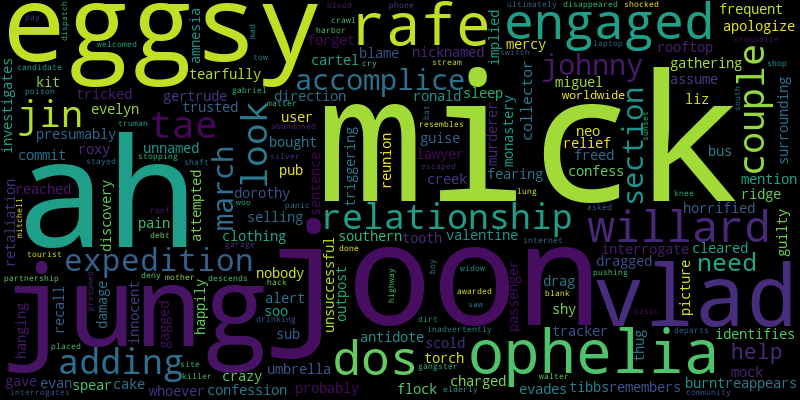 eggsy
mick
ah
joon
jung
vlad
ophelia
rafe
engaged
willard
relationship
expedition
adding
accomplice
couple
section
johnny
jin
tae
look
march
dos
need
help
frequent
apologize
rooftop
gathering
assume
mercy
implied
nicknamed
blame
forget
cartel
cry
crawl
harbor
blood
phone
stream
switch
laptop
ultimately
disappeared
shocked
crocodile
shop
pay
welcomed
mad
tow
dispatch
candidate
poison
investigates
kit
tricked
amnesia
tearfully
evelyn
gertrude
trusted
direction
ronald
sleep
miguel
worldwide
liz
collector
monastery
murderer
guise
resembles
lawyer
escaped
creek
fearing
lung
neo
relief
freed
confess
bus
surrounding
south
sunset
mention
ridge
knee
horrified
guilty
interrogate
cleared
dragged
picture
asked
internet
southern
tooth
valentine
triggering
reunion
sentence
user
bought
pub
gabriel
matter
abandoned
silver
roxy
presumably
unnamed
commit
truman
stayed
stopping
shaft
reached
discovery
pain
attempted
dorothy
selling
panic
woo
clothing
garage
nobody
unsuccessful
done
outpost
alert
soo
hack
drinking
sub
umbrella
probably
crazy
confession
happily
gagged
innocent
damage
recall
hanging
retaliation
mitchell
tourist
partnership
deny
mother
descends
presumed
placed
gave
evan
spear
cake
whoever
interrogates
site
killer
roof
debt
antidote
highway
boy
widow
saw
awarded
dirt
inadvertently
scold
torch
gangster
elderly
flock
charged
passenger
drag
blank
shy
tracker
thug
pushing
basic
identifies
departs
mock
burnt
reappears
evades
tibbs
remembers
walter
community